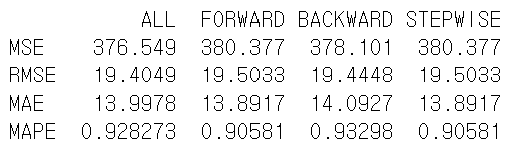 ALL FORWARD BACKWARD STEPWISE
MSE 376.549 380.377 378.101 380.377
RMSE 19.4049 19.5033 19.4448 19.5033
MAE 13.9978 13.8917 14.0927 13.8917
MAPE 0.928273 0.90581 0.93298 0.90581